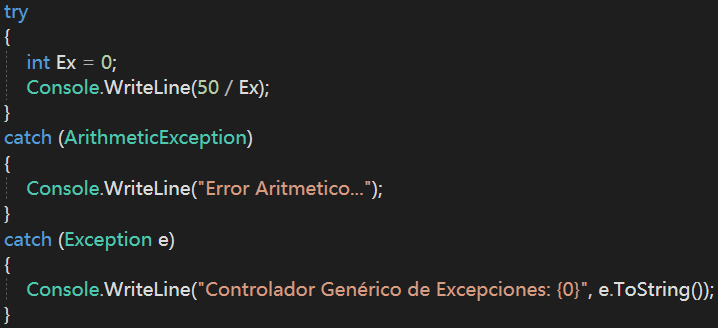 try
{
int Ex = 0;
Console.WriteLine(50 / Ex);
}
catch (ArithmeticException)
{
Console.WriteLine("Error Aritmetico...");
}
catch (Exception e)
{
Console.WriteLine("Controlador Genérico de Excepciones: {0}", e.ToString());
}